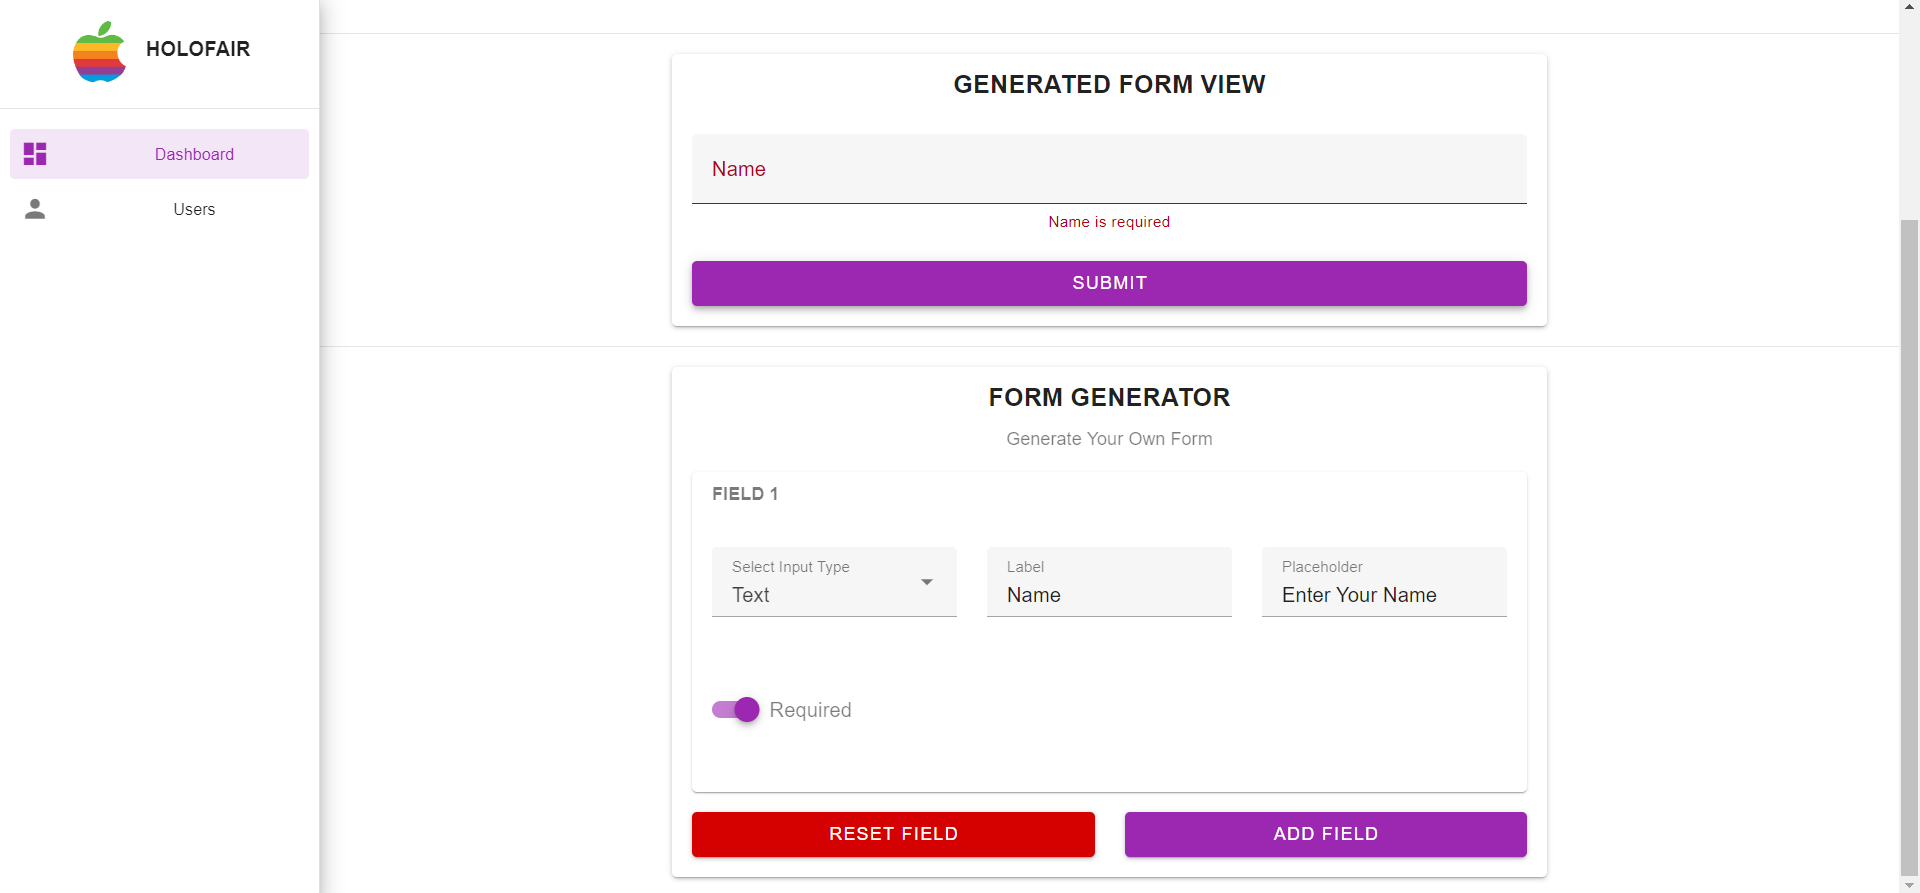 HOLOFAIR
Dashboard
Users
GENERATED FORM VIEW
Name
Name is required
SUBMIT
FORM GENERATOR
Generate Your Own Form
FIELD 1
Select Input Type
Text
Label
Name
Placeholder
Enter Your Name
Required
RESET FIELD
ADD FIELD